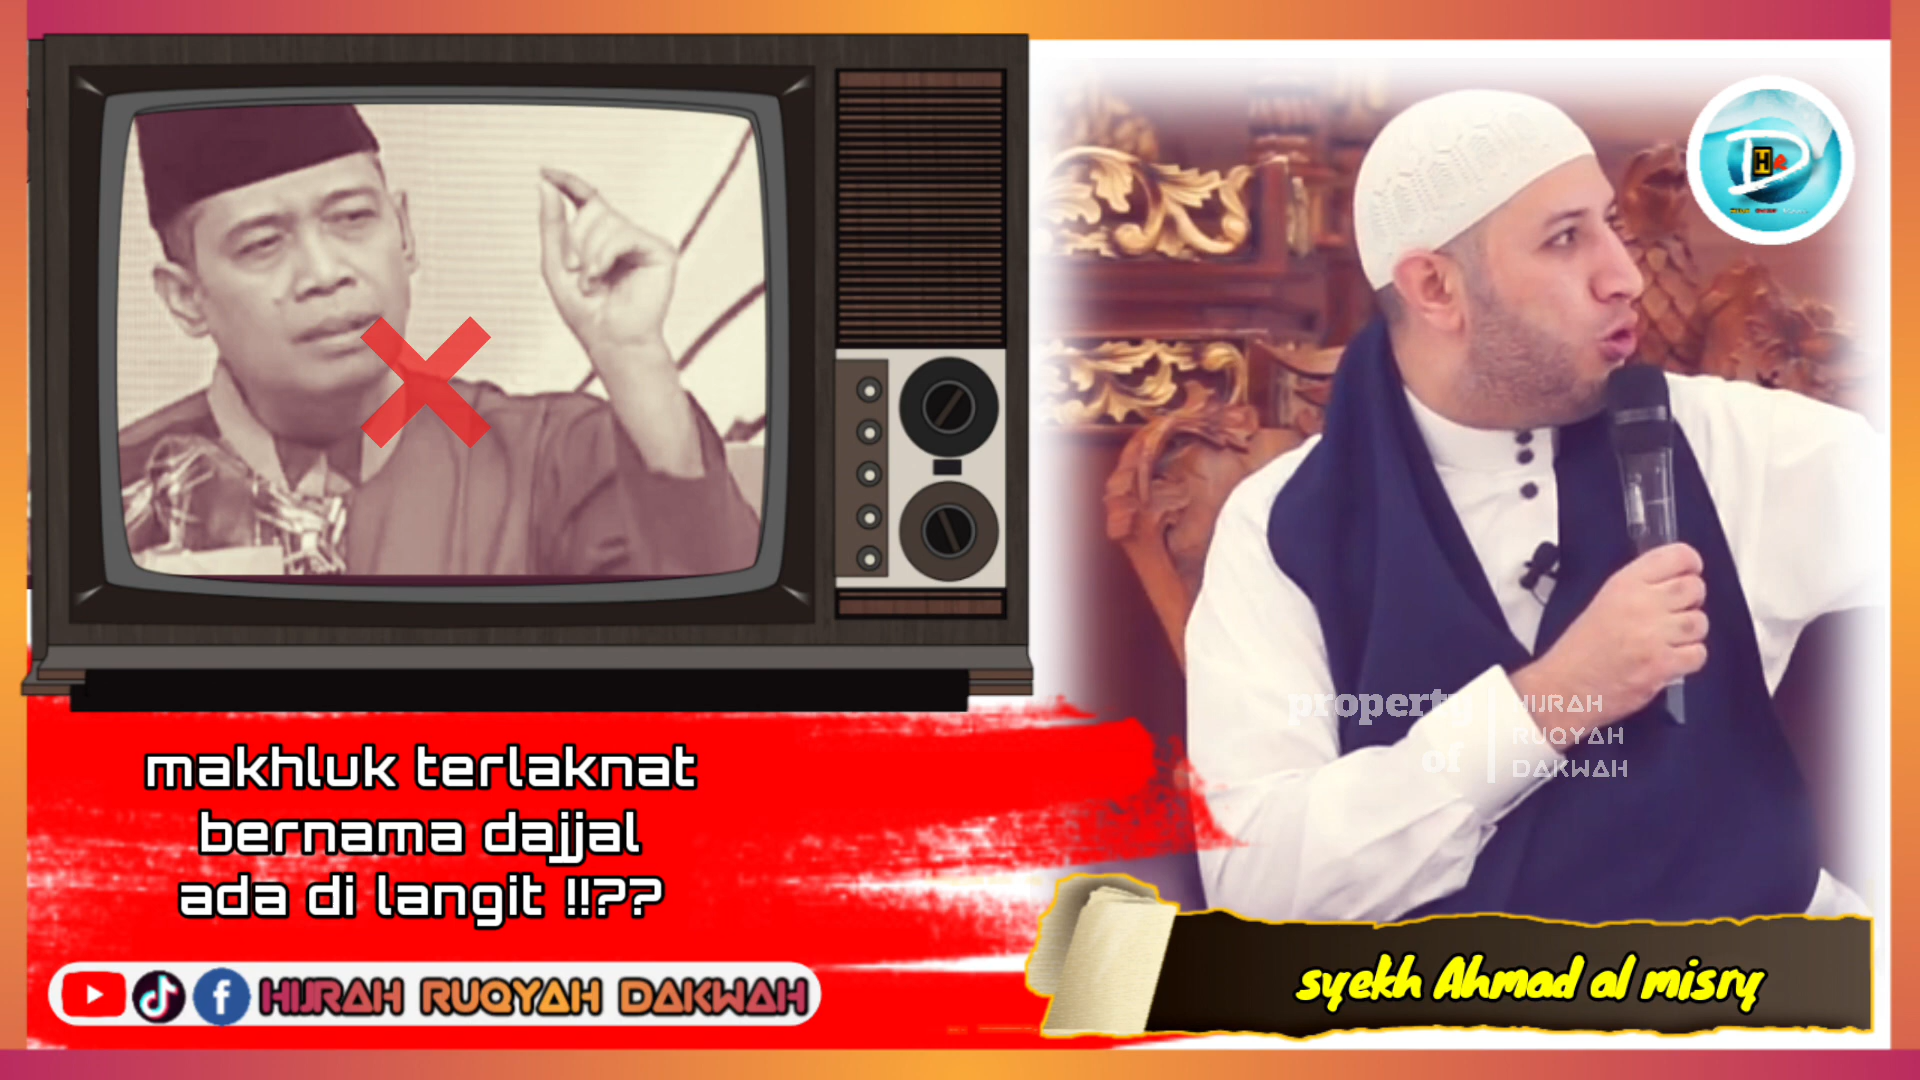 makhluk terlaknat
bernama dajjal
ada di langit !!??
HIJRAH RUQYAH DAKWAH
property of
HIJRAH
RUQYAH
DAKWAH
syekh Ahmad al misry